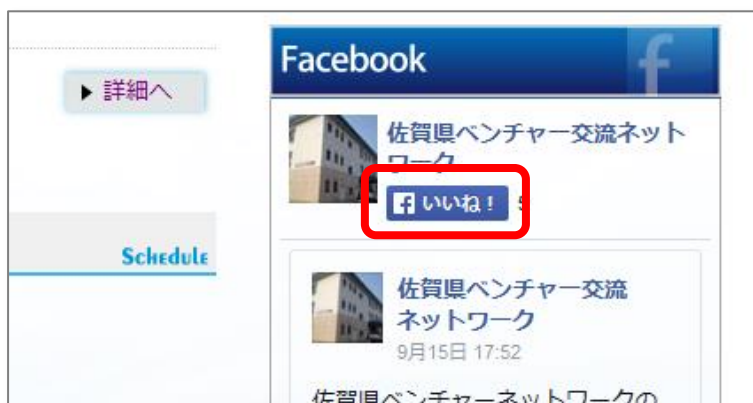 Facebook
▶ 詳細へ
佐賀県ベンチャー交流ネット
ワーク
いいね！
Schedule
佐賀県ベンチャー交流
ネットワーク
9月15日 17:52
佐賀県ベンチャーネットワークの